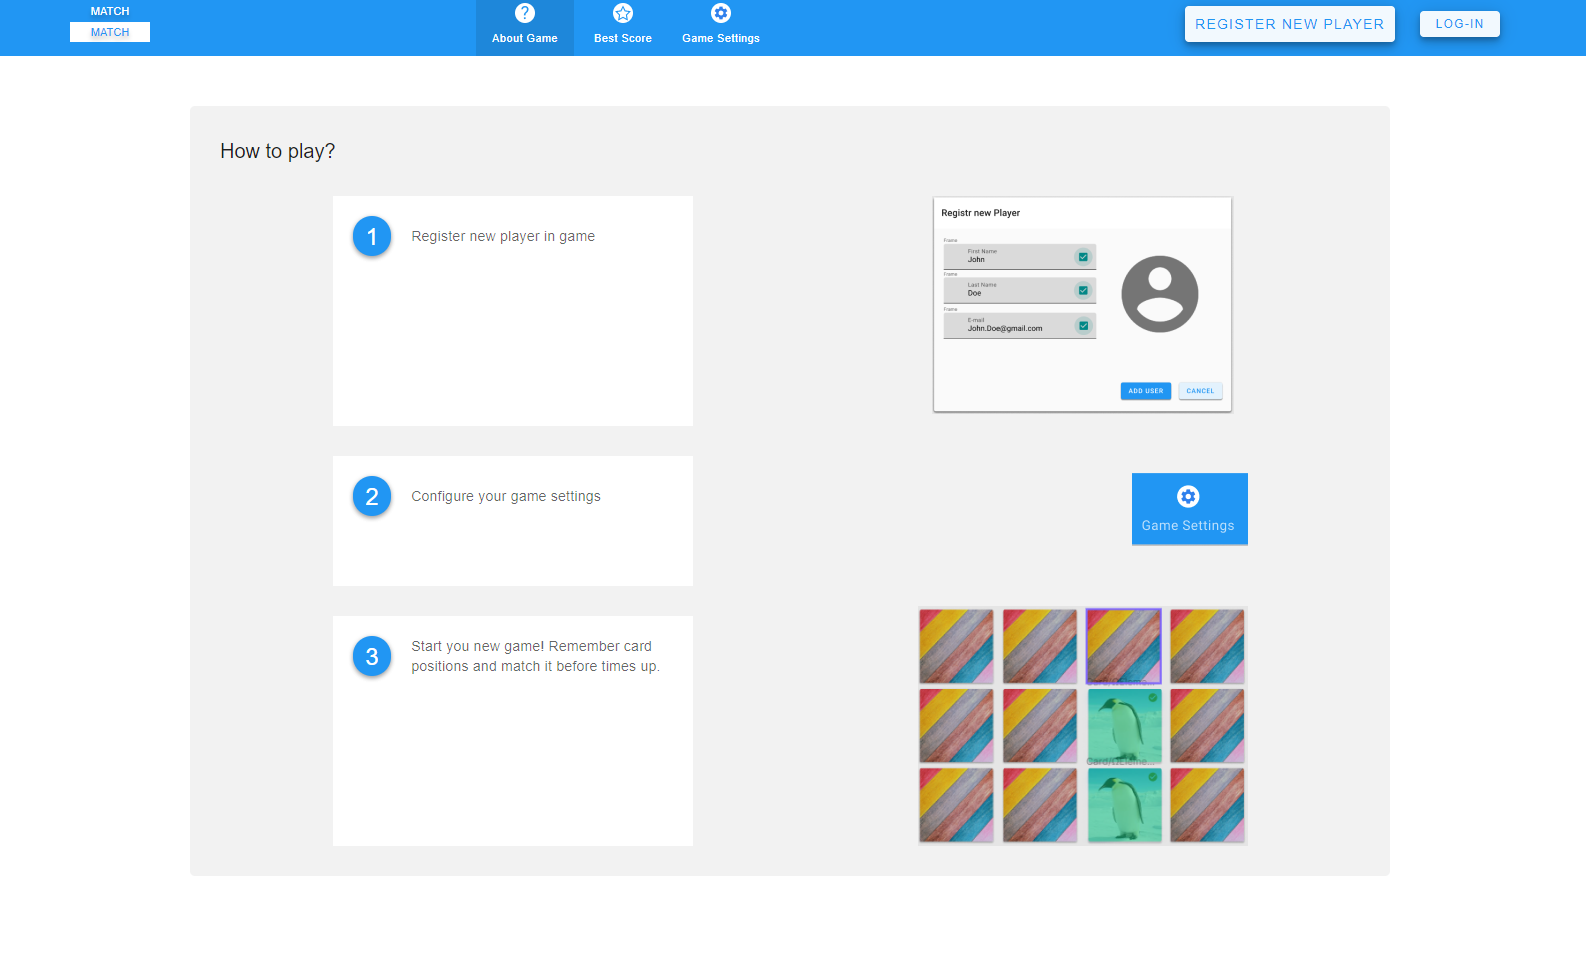 MATCH
MATCH
? About Game
Best Score
Game Settings
REGISTER NEW PLAYER
LOG-IN
How to play?
1 Register new player in game
Registr new Player
Frame
First Name
John
Frame
Last Name
Doe
Frame
E-mail
John.Doe@gmail.com
ADD USER
CANCEL
2 Configure your game settings
Game Settings
3 Start you new game! Remember card
positions and match it before times up.